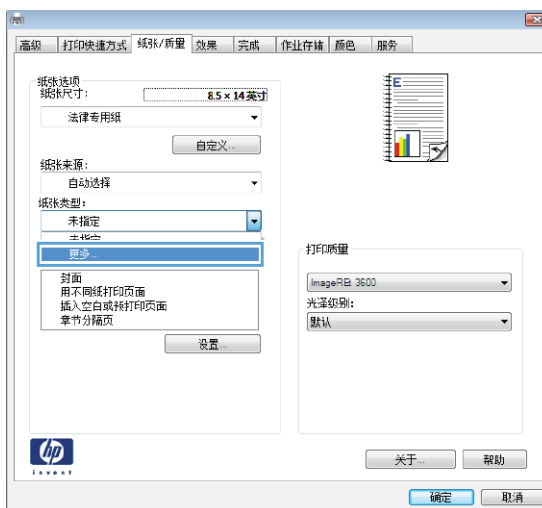 高级 打印快捷方式 纸张/质量 效果 完成 作业存储 颜色 服务
纸张选项
纸张尺寸: 8.5 × 14 英寸
法律专用纸
自定义...
纸张来源:
自动选择
纸张类型:
未指定
未指定
更多...
封面
用不同纸打印页面
插入空白或预打印页面
章节分隔页
设置...
E
打印质量
ImageREt 3600
光泽级别:
默认
hp
invent
关于... 帮助
确定 取消